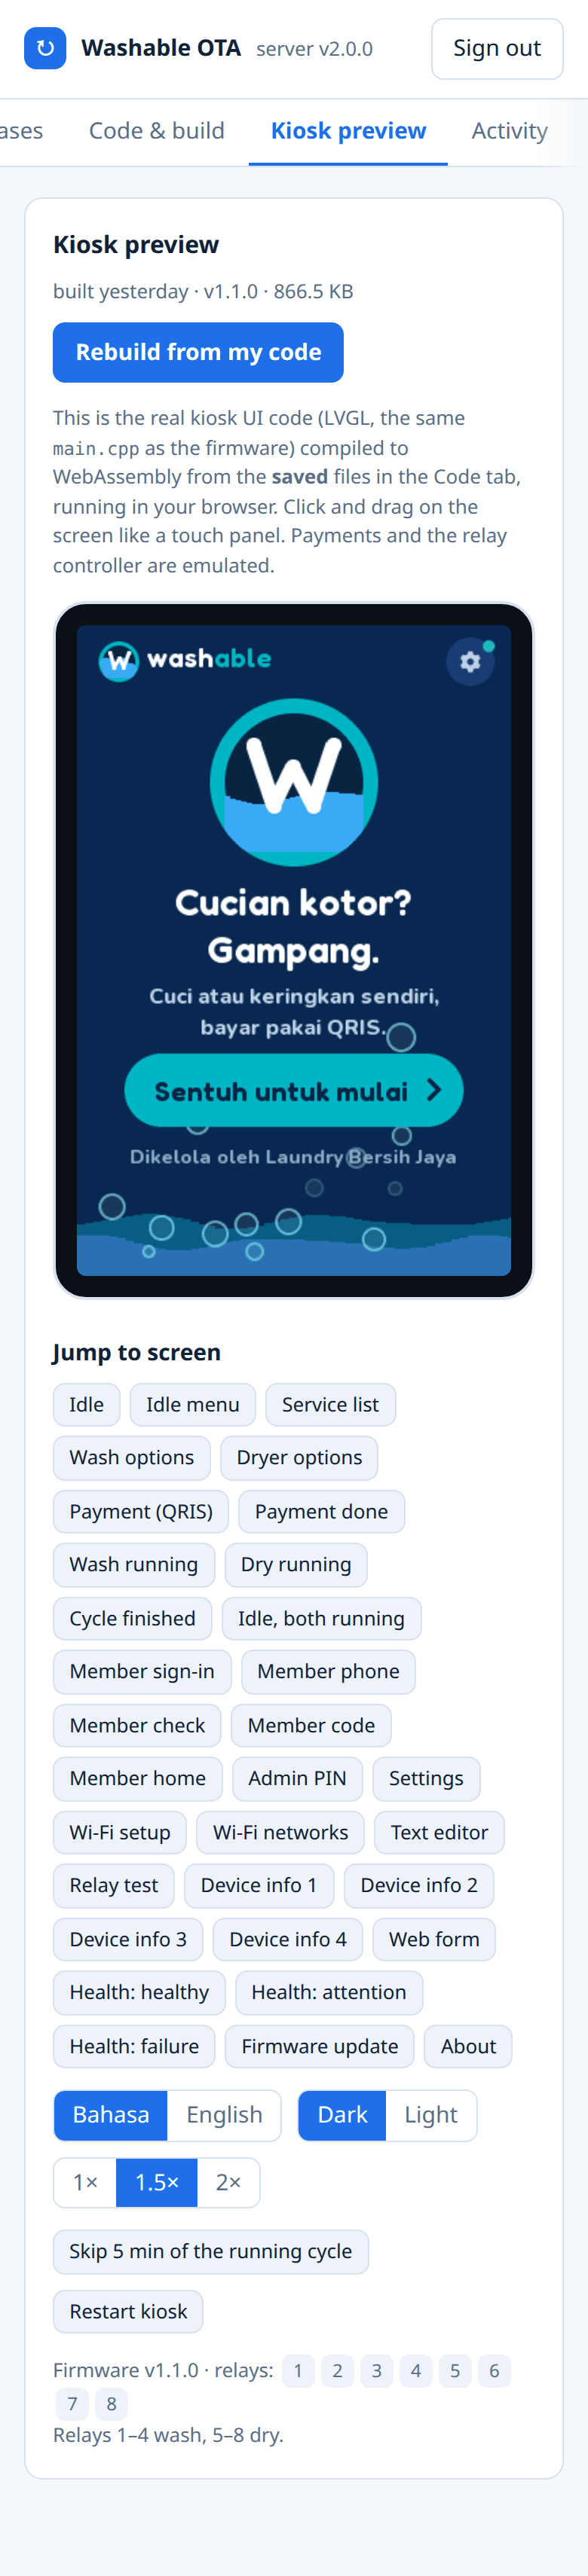 Washable OTA server v2.0.0 Sign out
ases Code & build Kiosk preview Activity
Kiosk preview
built yesterday · v1.1.0 · 866.5 KB
Rebuild from my code
This is the real kiosk UI code (LVGL, the same
main.cpp as the firmware) compiled to
WebAssembly from the saved files in the Code tab,
running in your browser. Click and drag on the
screen like a touch panel. Payments and the relay
controller are emulated.
W washable
W
Cucian kotor?
Gampang.
Cuci atau keringkan sendiri,
bayar pakai QRIS.
Sentuh untuk mulai
Dikelola oleh Laundry Bersih Jaya
Jump to screen
Idle Idle menu Service list
Wash options Dryer options
Payment (QRIS) Payment done
Wash running Dry running
Cycle finished Idle, both running
Member sign-in Member phone
Member check Member code
Member home Admin PIN Settings
Wi-Fi setup Wi-Fi networks Text editor
Relay test Device info 1 Device info 2
Device info 3 Device info 4 Web form
Health: healthy Health: attention
Health: failure Firmware update About
Bahasa English Dark Light
1× 1.5× 2×
Skip 5 min of the running cycle
Restart kiosk
Firmware v1.1.0 · relays: 1 2 3 4 5 6
7 8
Relays 1–4 wash, 5–8 dry.